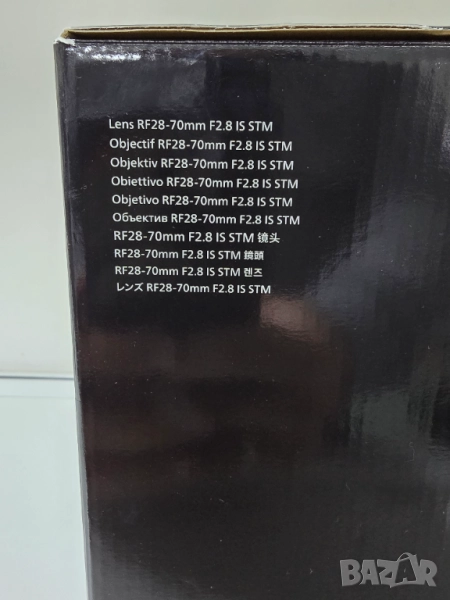 Lens RF28-70mm F2.8 IS STM
Objectif RF28-70mm F2.8 IS STM
Objektiv RF28-70mm F2.8 IS STM
Obiettivo RF28-70mm F2.8 IS STM
Objetivo RF28-70mm F2.8 IS STM
Объектив RF28-70mm F2.8 IS STM
RF28-70mm F2.8 IS STM 镜头
RF28-70mm F2.8 IS STM 鏡頭
RF28-70mm F2.8 IS STM 렌즈
レンズ RF28-70mm F2.8 IS STM
BAZAR